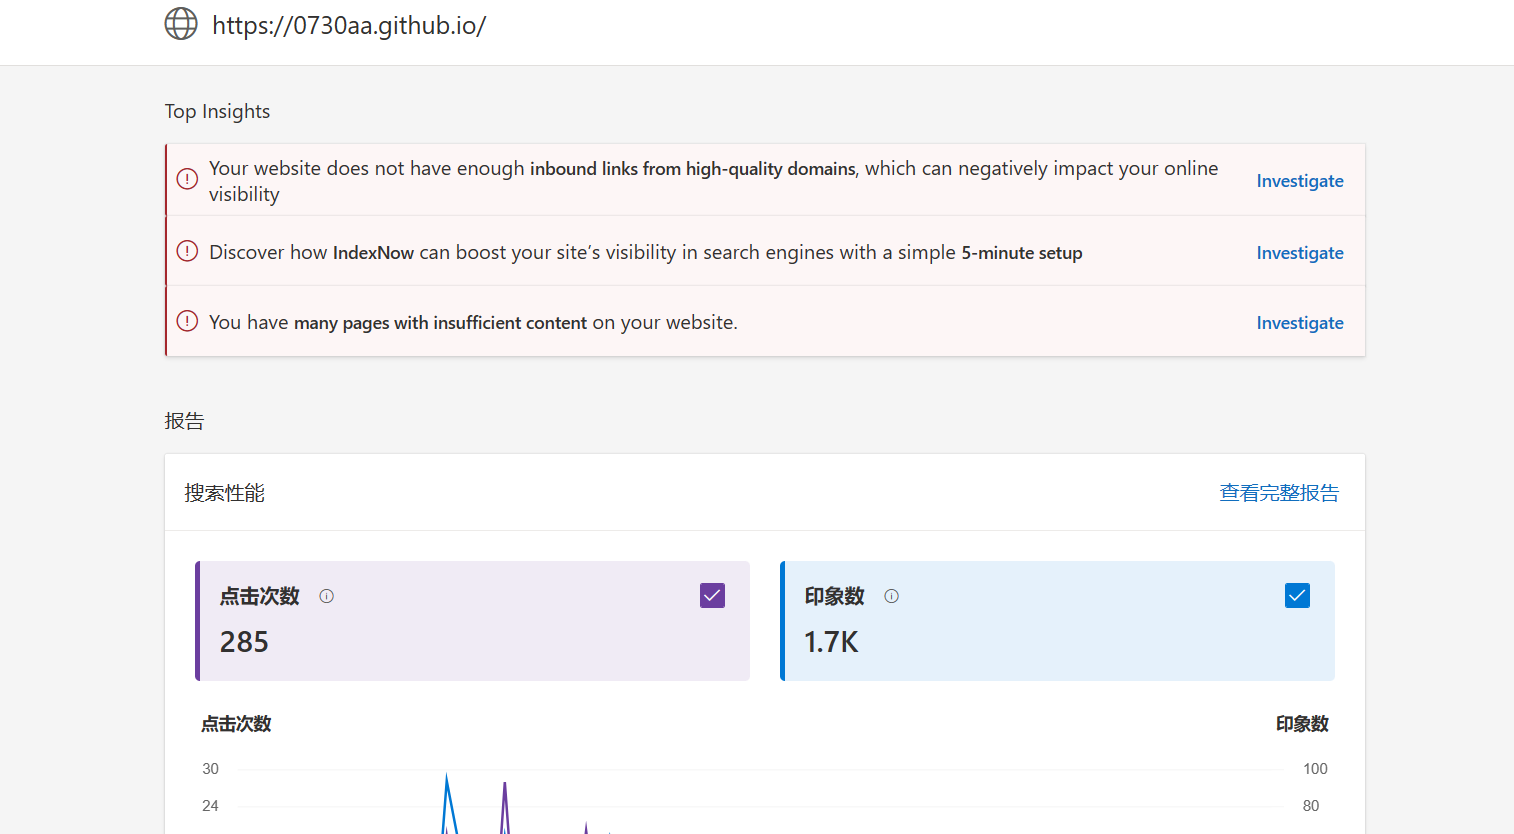 https://0730aa.github.io/
Top Insights
Your website does not have enough inbound links from high-quality domains, which can negatively impact your online
visibility
Investigate
Discover how IndexNow can boost your site’s visibility in search engines with a simple 5-minute setup
Investigate
You have many pages with insufficient content on your website.
Investigate
报告
搜索性能
查看完整报告
点击次数
285
印象数
1.7K
点击次数
印象数
30
100
24
80